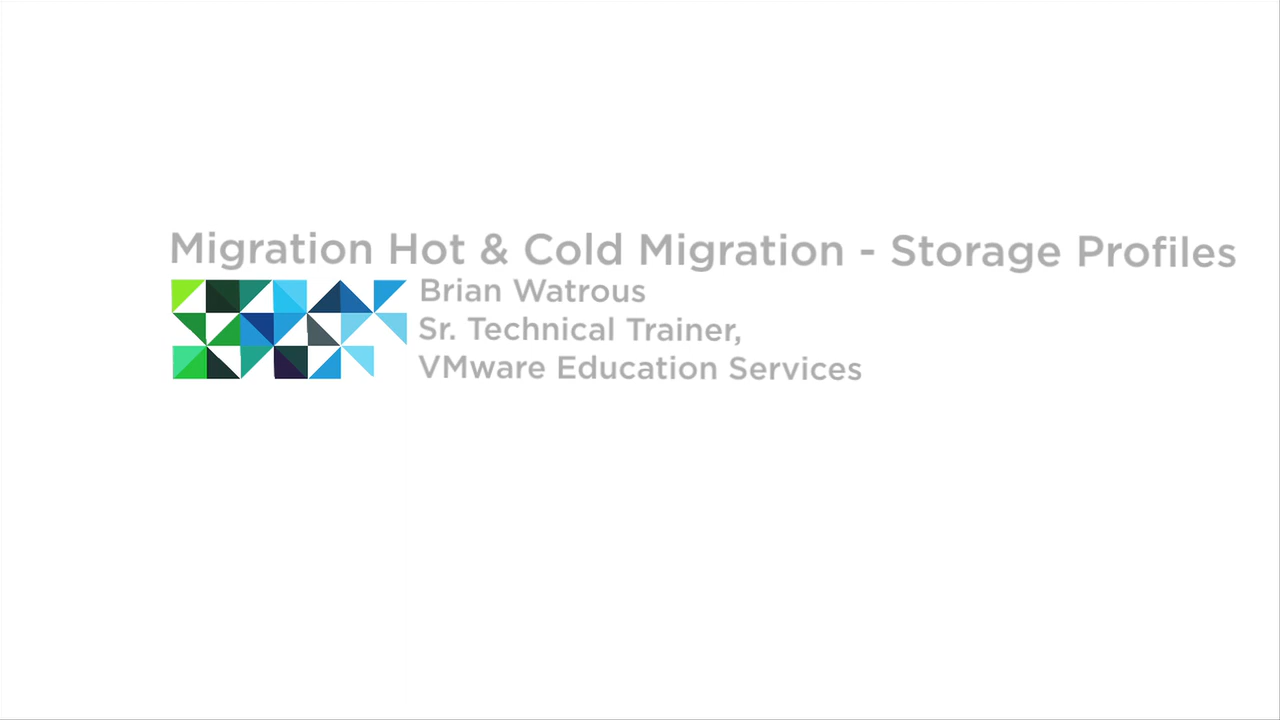 Migration Hot & Cold Migration - Storage Profiles
Brian Watrous
Sr. Technical Trainer,
VMware Education Services